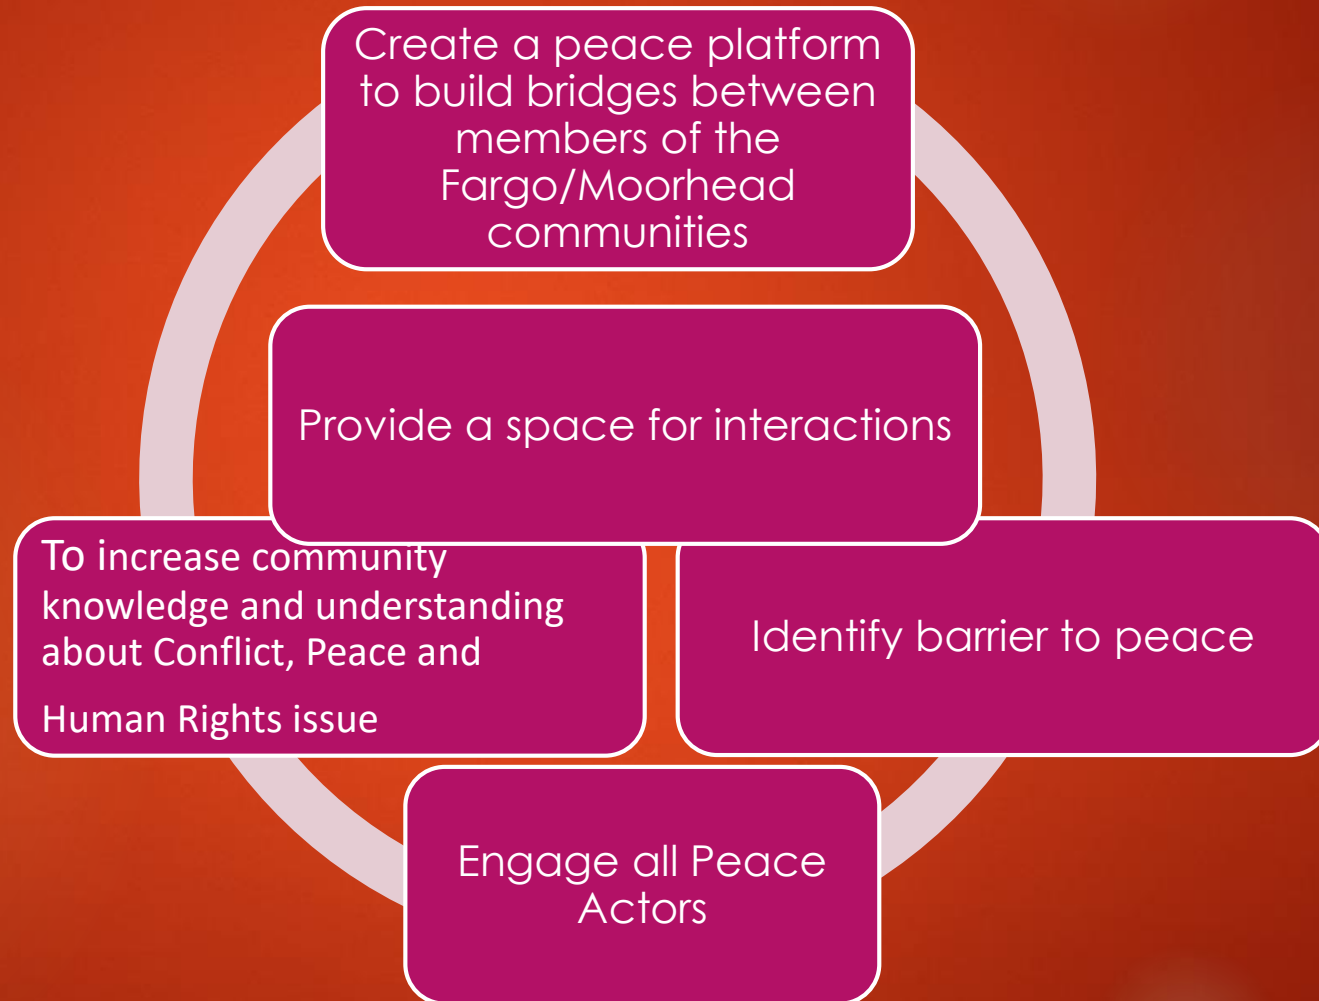 Create a peace platform
to build bridges between
members of the
Fargo/Moorhead
communities
Provide a space for interactions
To increase community
knowledge and understanding
about Conflict, Peace and
Human Rights issue
Identify barrier to peace
Engage all Peace
Actors